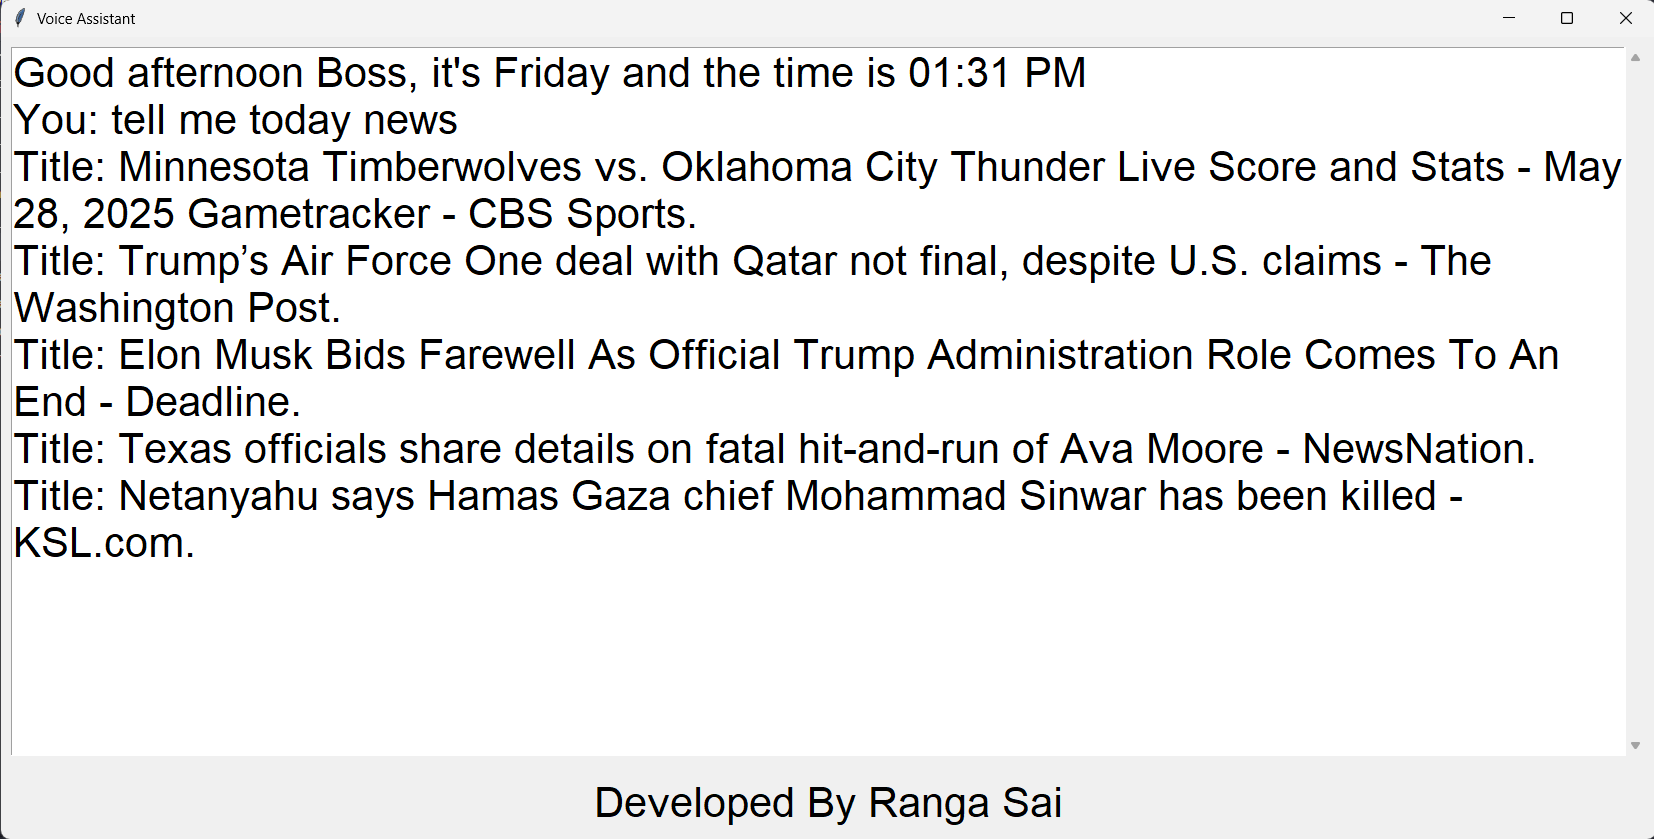 Voice Assistant
Good afternoon Boss, it's Friday and the time is 01:31 PM
You: tell me today news
Title: Minnesota Timberwolves vs. Oklahoma City Thunder Live Score and Stats - May
28, 2025 Gametracker - CBS Sports.
Title: Trump’s Air Force One deal with Qatar not final, despite U.S. claims - The
Washington Post.
Title: Elon Musk Bids Farewell As Official Trump Administration Role Comes To An
End - Deadline.
Title: Texas officials share details on fatal hit-and-run of Ava Moore - NewsNation.
Title: Netanyahu says Hamas Gaza chief Mohammad Sinwar has been killed -
KSL.com.
Developed By Ranga Sai